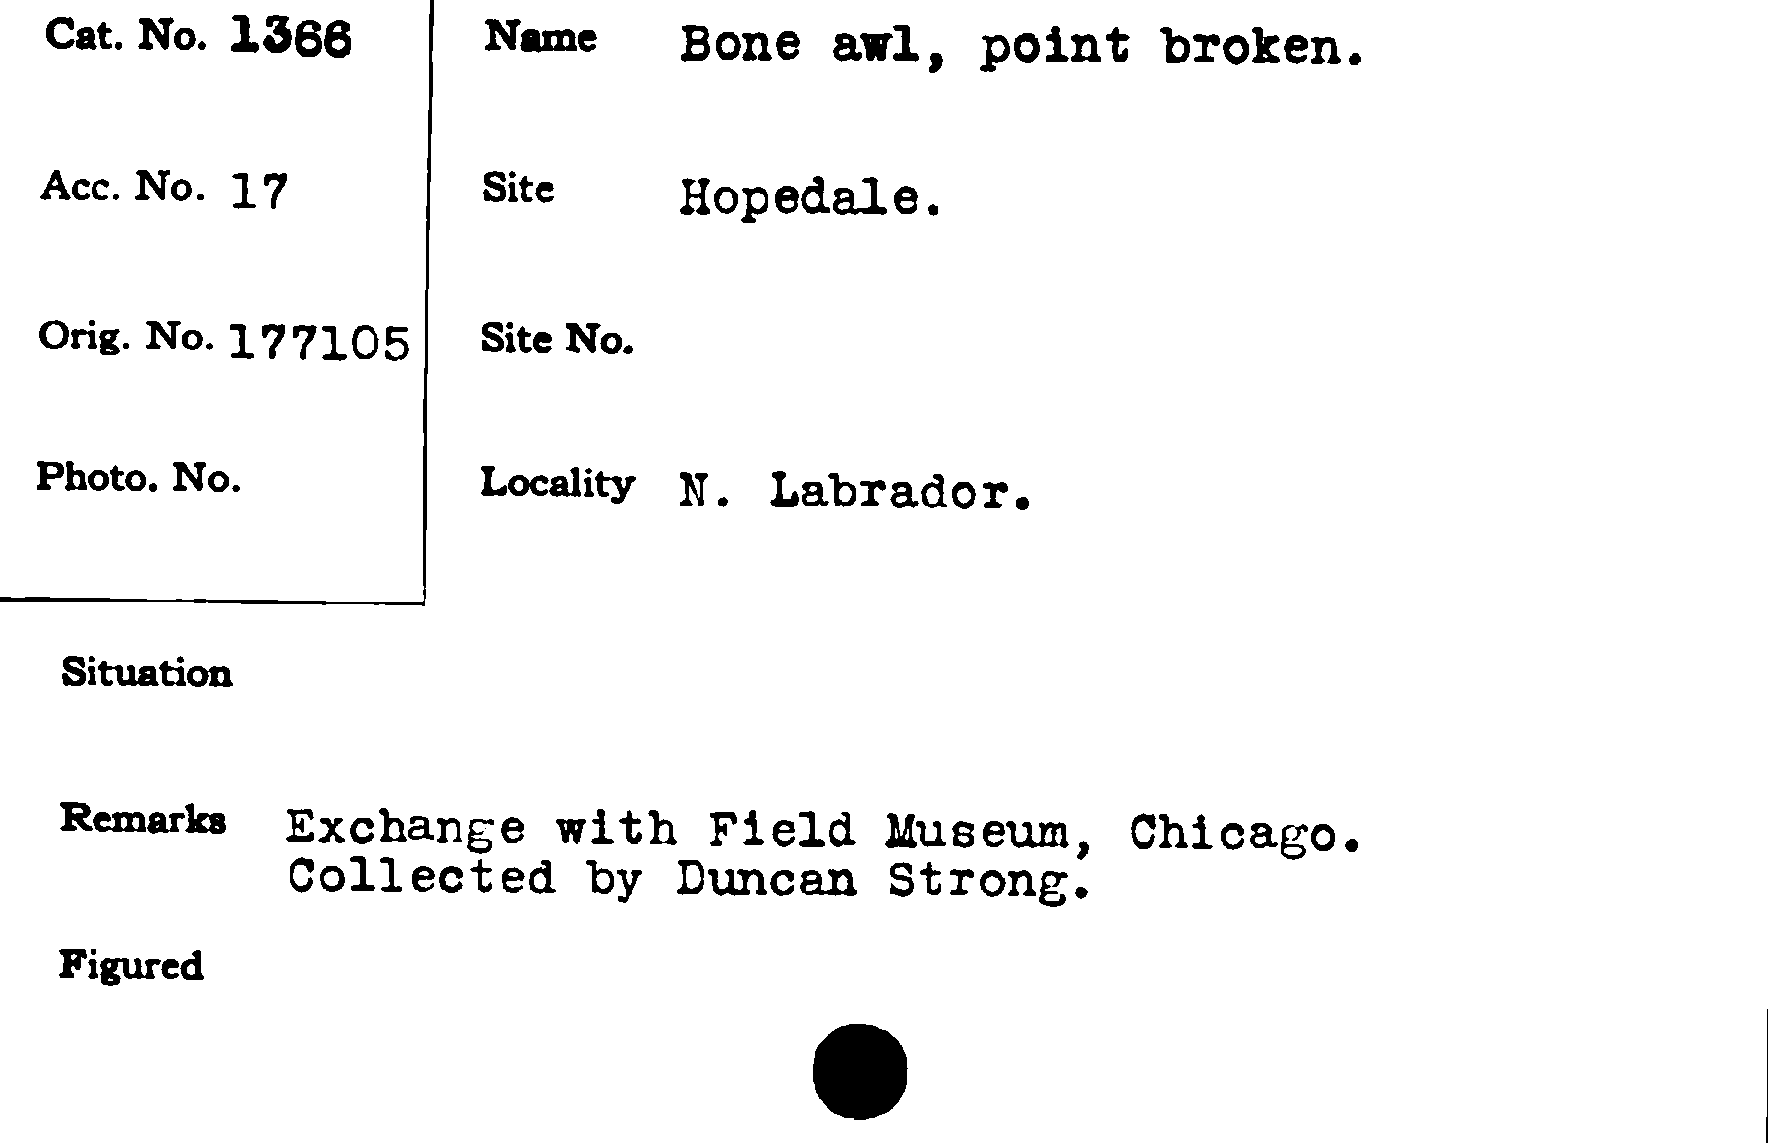 Cat. No. 1366
Name Bone awl, point broken.
Acc. No. 17
Site Hopedale.
Orig. No. 177105
Site No.
Photo. No.
Locality N. Labrador.
Situation
Remarks Exchange with Field Museum, Chicago.
Collected by Duncan Strong.
Figured